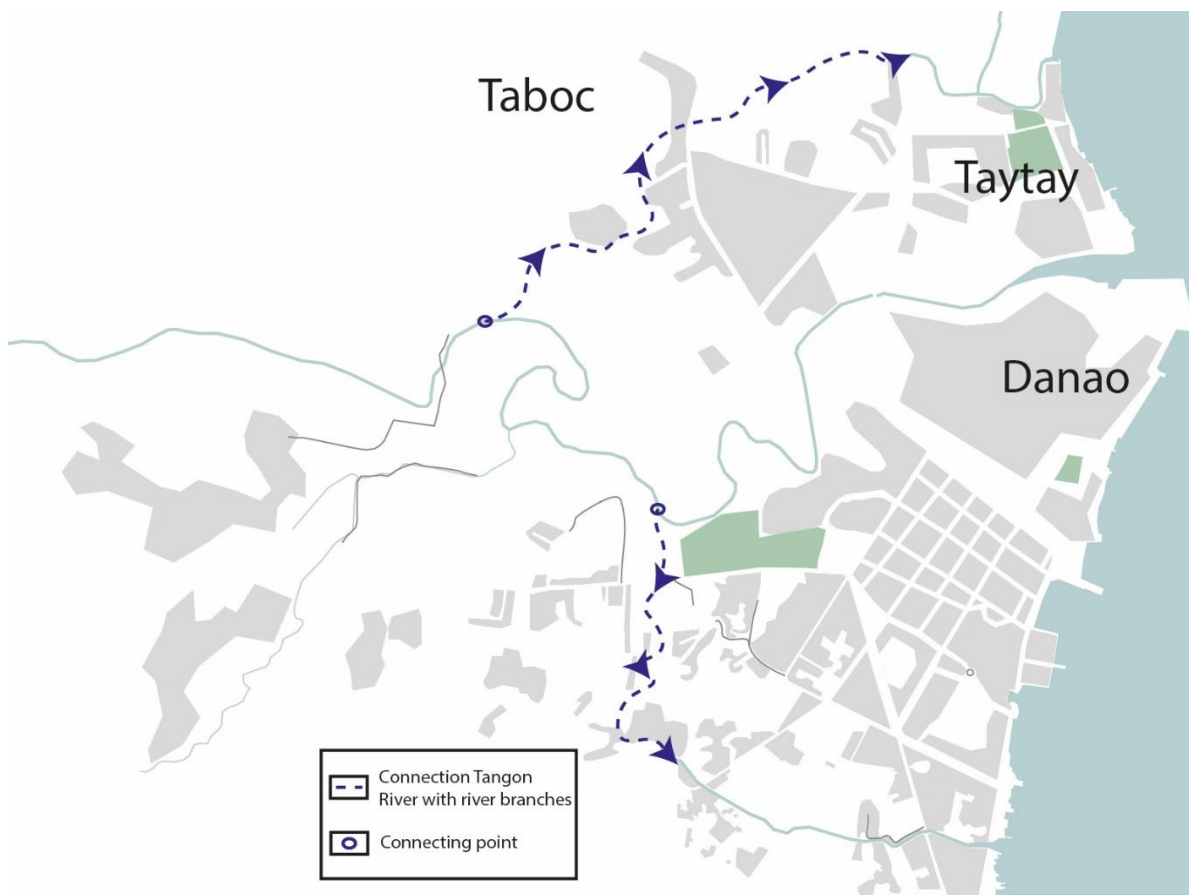 Taboc
Taytay
Danao
Connection Tangon
River with river branches
Connecting point